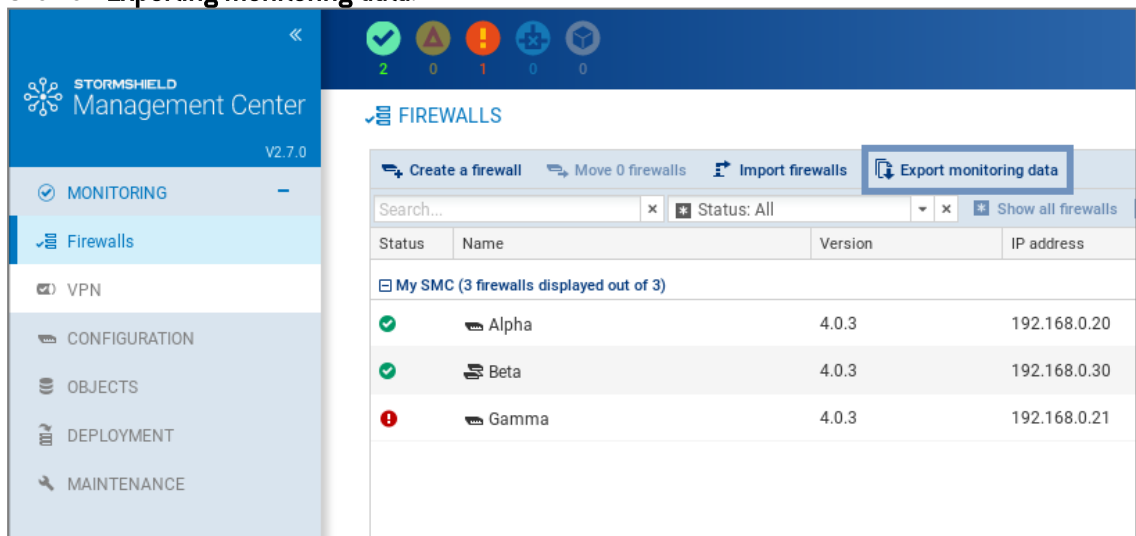 «
2 0 1 0 0
STORMSHIELD
Management Center
V2.7.0
FIREWALLS
Create a firewall Move 0 firewalls Import firewalls Export monitoring data
MONITORING
Search... Status: All Show all firewalls
Firewalls
Status Name Version IP address
VPN
My SMC (3 firewalls displayed out of 3)
CONFIGURATION
Alpha 4.0.3 192.168.0.20
OBJECTS
Beta 4.0.3 192.168.0.30
DEPLOYMENT
Gamma 4.0.3 192.168.0.21
MAINTENANCE